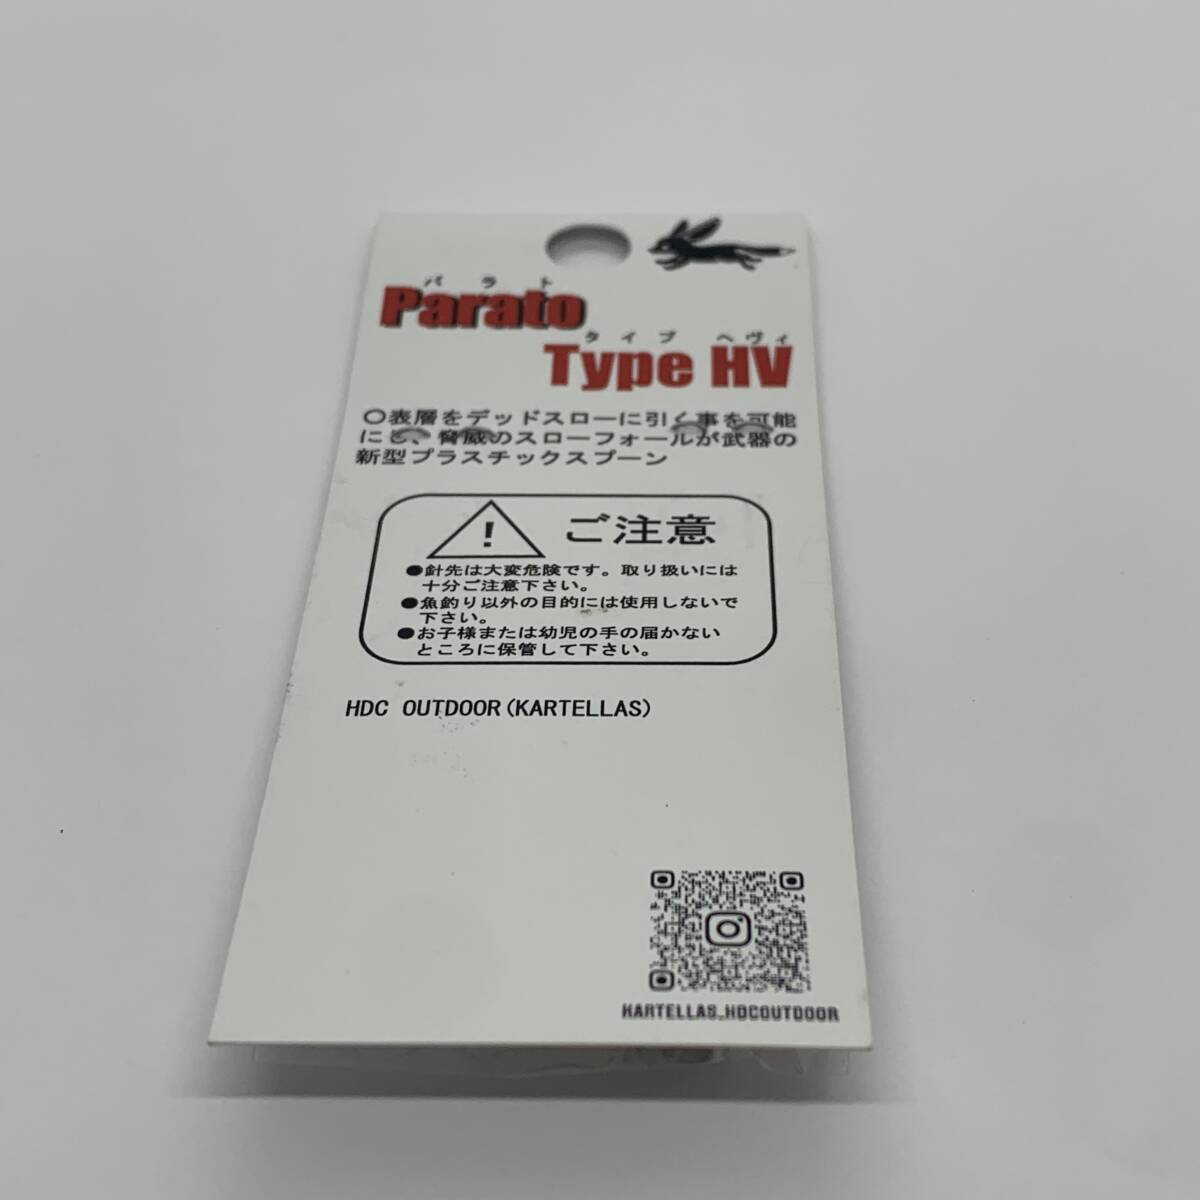 パラト
Parato
タイプ ヘヴィ
Type HV
〇表層をデッドスローに引く事を可能
にし、脅威のスローフォールが武器の
新型プラスチックスプーン
! ご注意
●針先は大変危険です。取り扱いには
十分ご注意下さい。
●魚釣り以外の目的には使用しないで
下さい。
●お子様または幼児の手の届かない
ところに保管して下さい。
HDC OUTDOOR(KARTELLAS)
KARTELLAS_HDCOUTDOOR